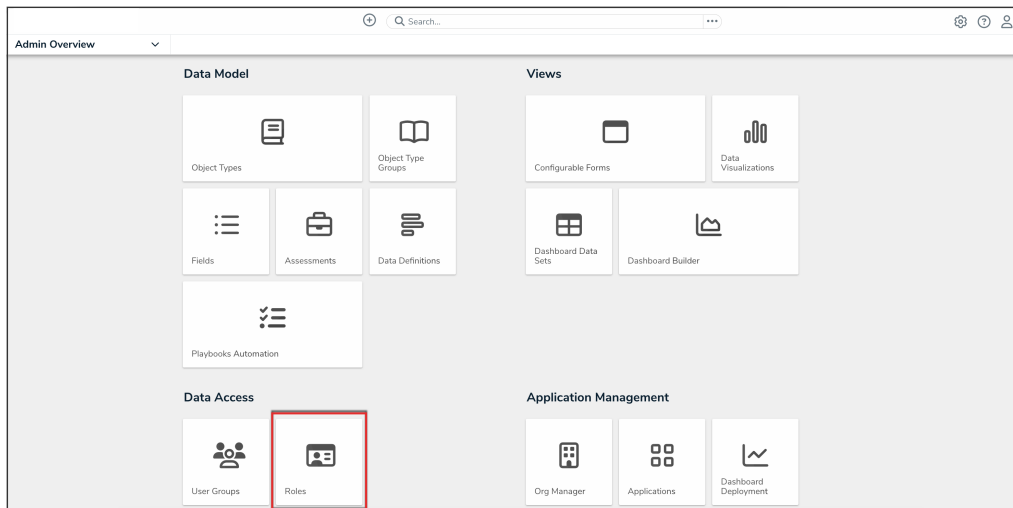 Search...
Admin Overview
Data Model
Object Types
Object Type
Groups
Fields
Assessments
Data Definitions
Playbooks Automation
Views
Configurable Forms
Data
Visualizations
Dashboard Data
Sets
Dashboard Builder
Data Access
User Groups
Roles
Application Management
Org Manager
Applications
Dashboard
Deployment